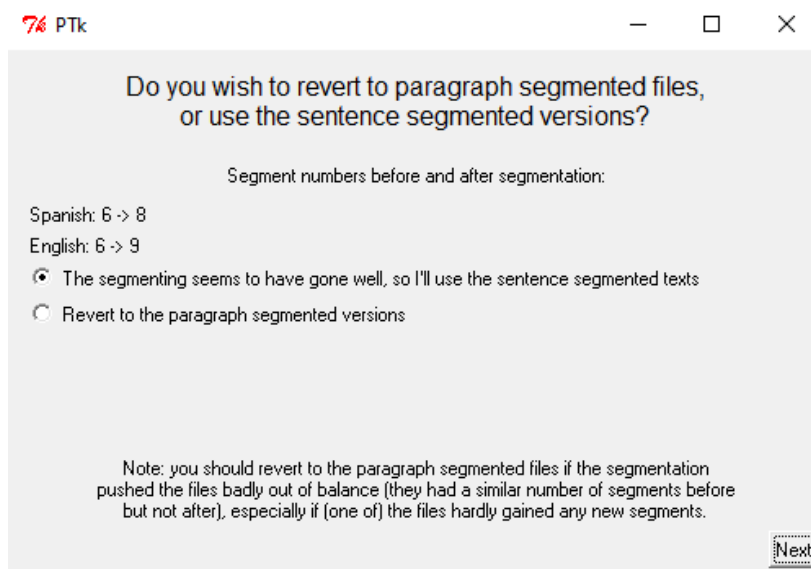 PTk
Do you wish to revert to paragraph segmented files,
or use the sentence segmented versions?
Segment numbers before and after segmentation:
Spanish: 6 -> 8
English: 6 -> 9
The segmenting seems to have gone well, so I'll use the sentence segmented texts
Revert to the paragraph segmented versions
Note: you should revert to the paragraph segmented files if the segmentation
pushed the files badly out of balance (they had a similar number of segments before
but not after), especially if (one of) the files hardly gained any new segments.
Next